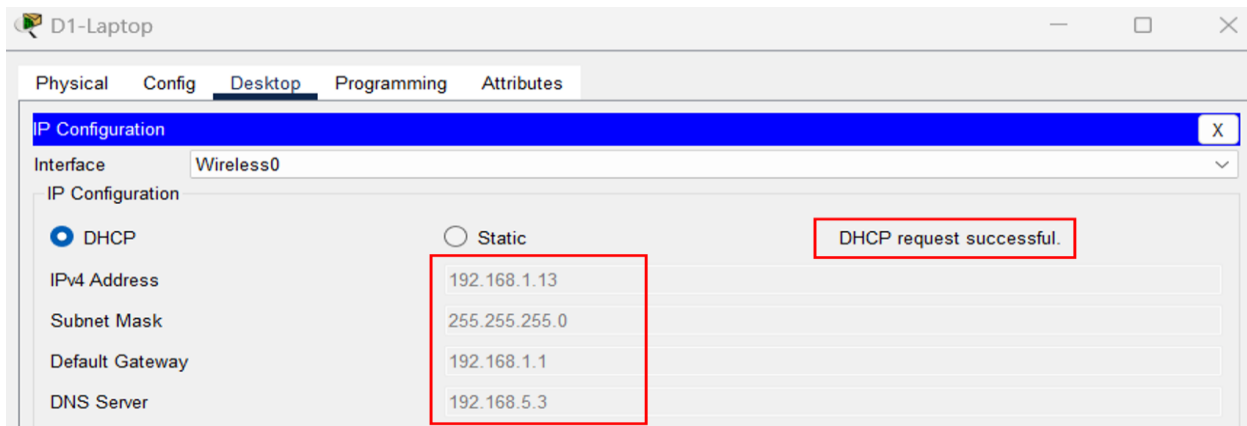 D1-Laptop
Physical Config Desktop Programming Attributes
IP Configuration X
Interface Wireless0
IP Configuration
DHCP Static DHCP request successful.
IPv4 Address 192.168.1.13
Subnet Mask 255.255.255.0
Default Gateway 192.168.1.1
DNS Server 192.168.5.3